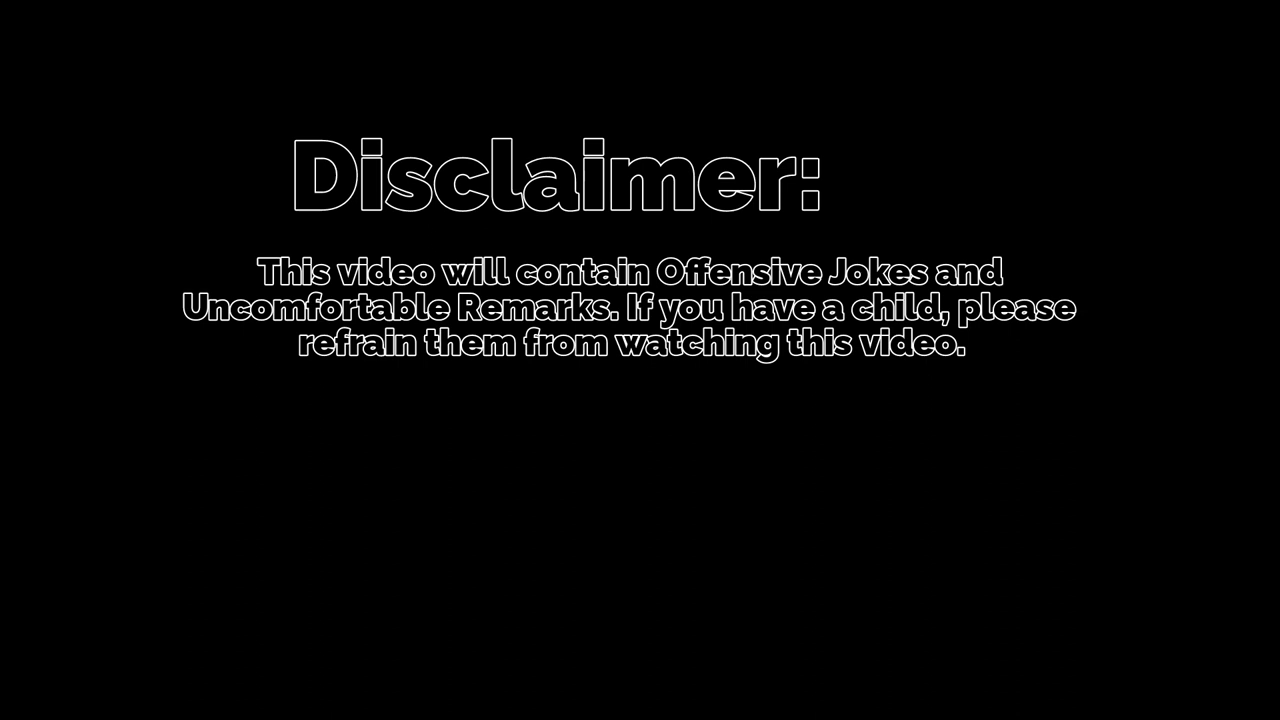 Disclaimer:
This video will contain Offensive Jokes and
Uncomfortable Remarks. If you have a child, please
refrain them from watching this video.